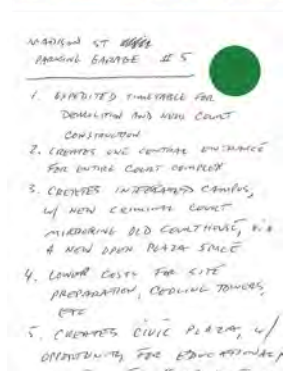 MADISON ST
PARKING GARAGE # 5
1. EXPEDITED TIMETABLE FOR
DEMOLITION AND NEW COURT
CONSTRUCTION
2. CREATES ONE CENTRAL ENTRANCE
FOR ENTIRE COURT COMPLEX
3. CREATES INTEGRATED CAMPUS,
W/ NEW CRIMINAL COURT
MIRRORING OLD COURTHOUSE, VIA
A NEW OPEN PLAZA SPACE
4. LOWER COSTS FOR SITE
PREPARATION, COOLING TOWERS,
ETC
5. CREATES CIVIC PLAZA, W/
OPPORTUNITY FOR EDUCATIONAL/